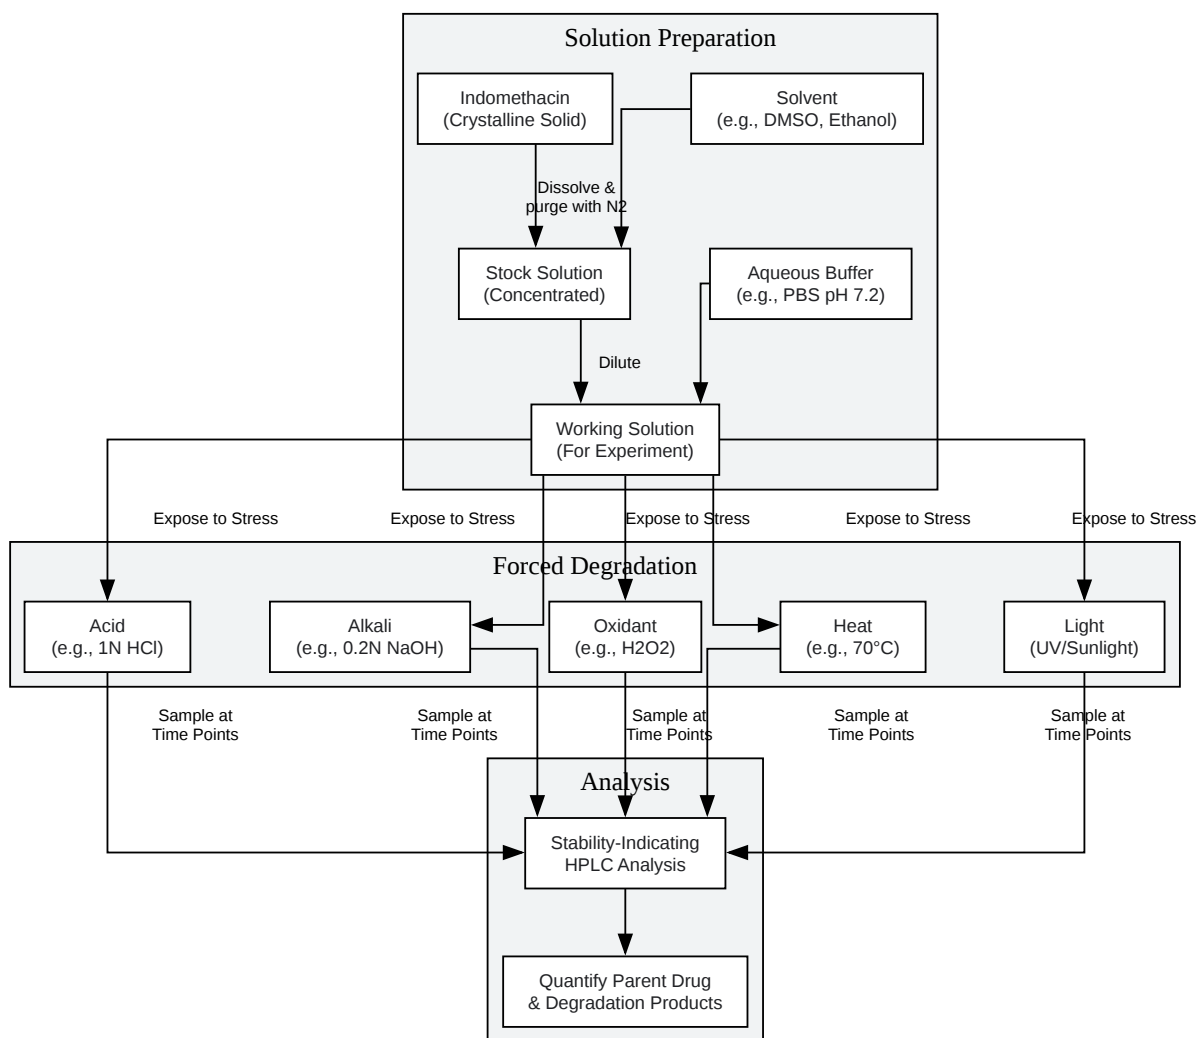 Solution Preparation
Indomethacin
(Crystalline Solid)
Solvent
(e.g., DMSO, Ethanol)
Dissolve &
purge with N2
Stock Solution
(Concentrated)
Aqueous Buffer
(e.g., PBS pH 7.2)
Dilute
Working Solution
(For Experiment)
Expose to Stress
Expose to Stress
Expose to Stress
Expose to Stress
Expose to Stress
Forced Degradation
Acid
(e.g., 1N HCl)
Alkali
(e.g., 0.2N NaOH)
Oxidant
(e.g., H2O2)
Heat
(e.g., 70°C)
Light
(UV/Sunlight)
Sample at
Time Points
Sample at
Time Points
Sample at
Time Points
Sample at
Time Points
Sample at
Time Points
Analysis
Stability-Indicating
HPLC Analysis
Quantify Parent Drug
& Degradation Products